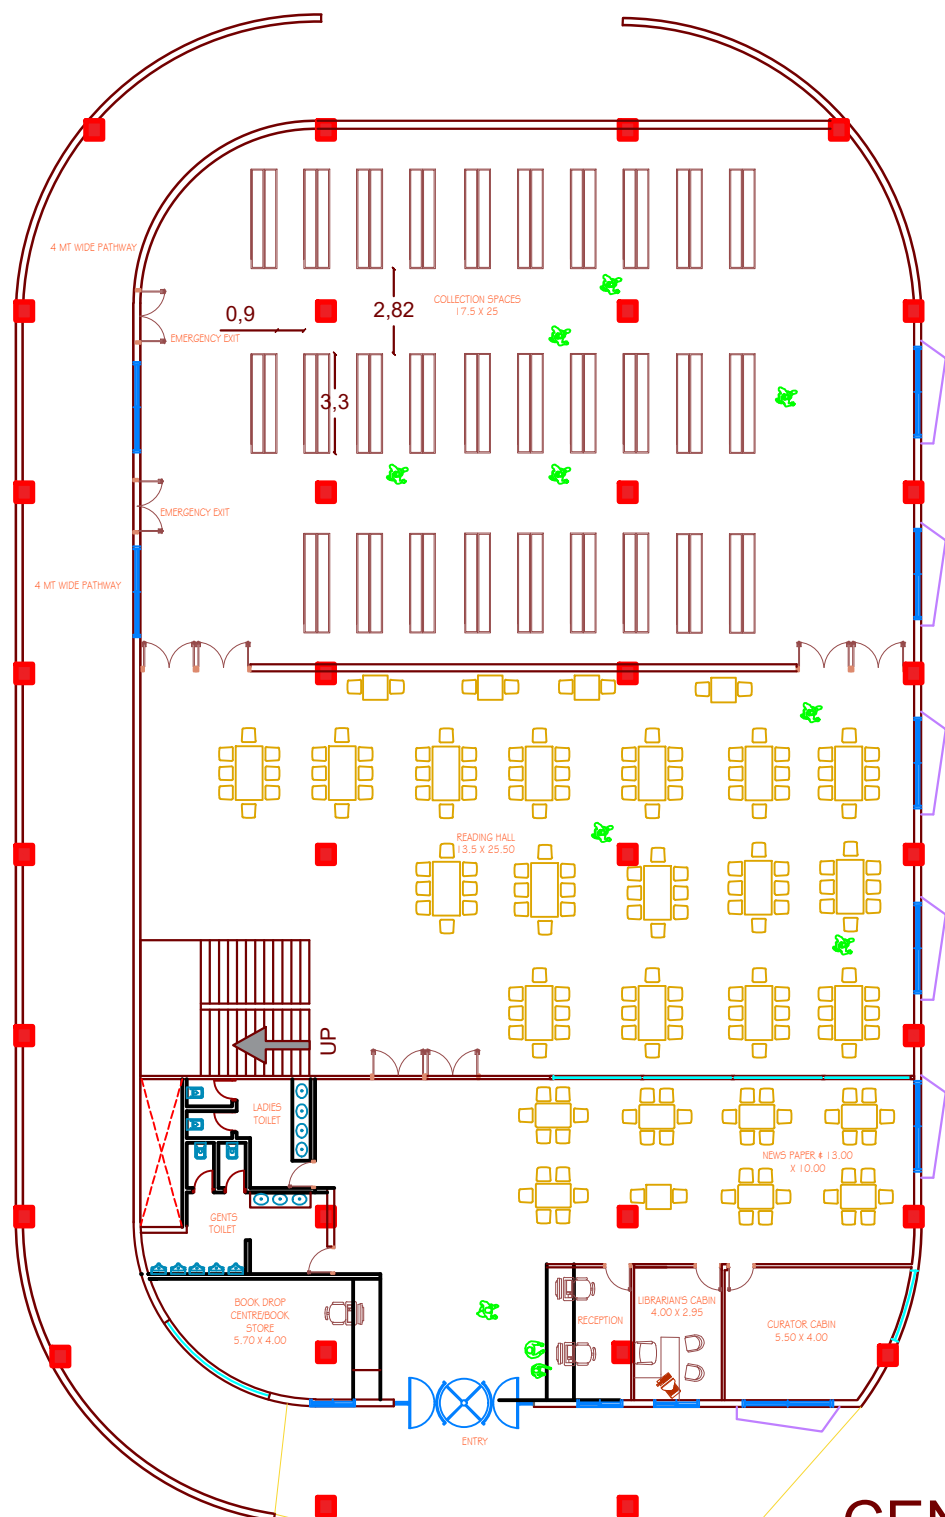 4 MT WIDE PATHWAY
COLLECTION SPACES
17.5 X 25
0,9
2,82
EMERGENCY EXIT
3,3
EMERGENCY EXIT
4 MT WIDE PATHWAY
READING HALL
13.5 X 25.50
UP
LADIES
TOILET
NEWS PAPER & 13.00
X 10.00
GENTS
TOILET
BOOK DROP
CENTRE/BOOK
STORE
5.70 X 4.00
RECEPTION
LIBRARIAN'S CABIN
4.00 X 2.95
CURATOR CABIN
5.50 X 4.00
ENTRY